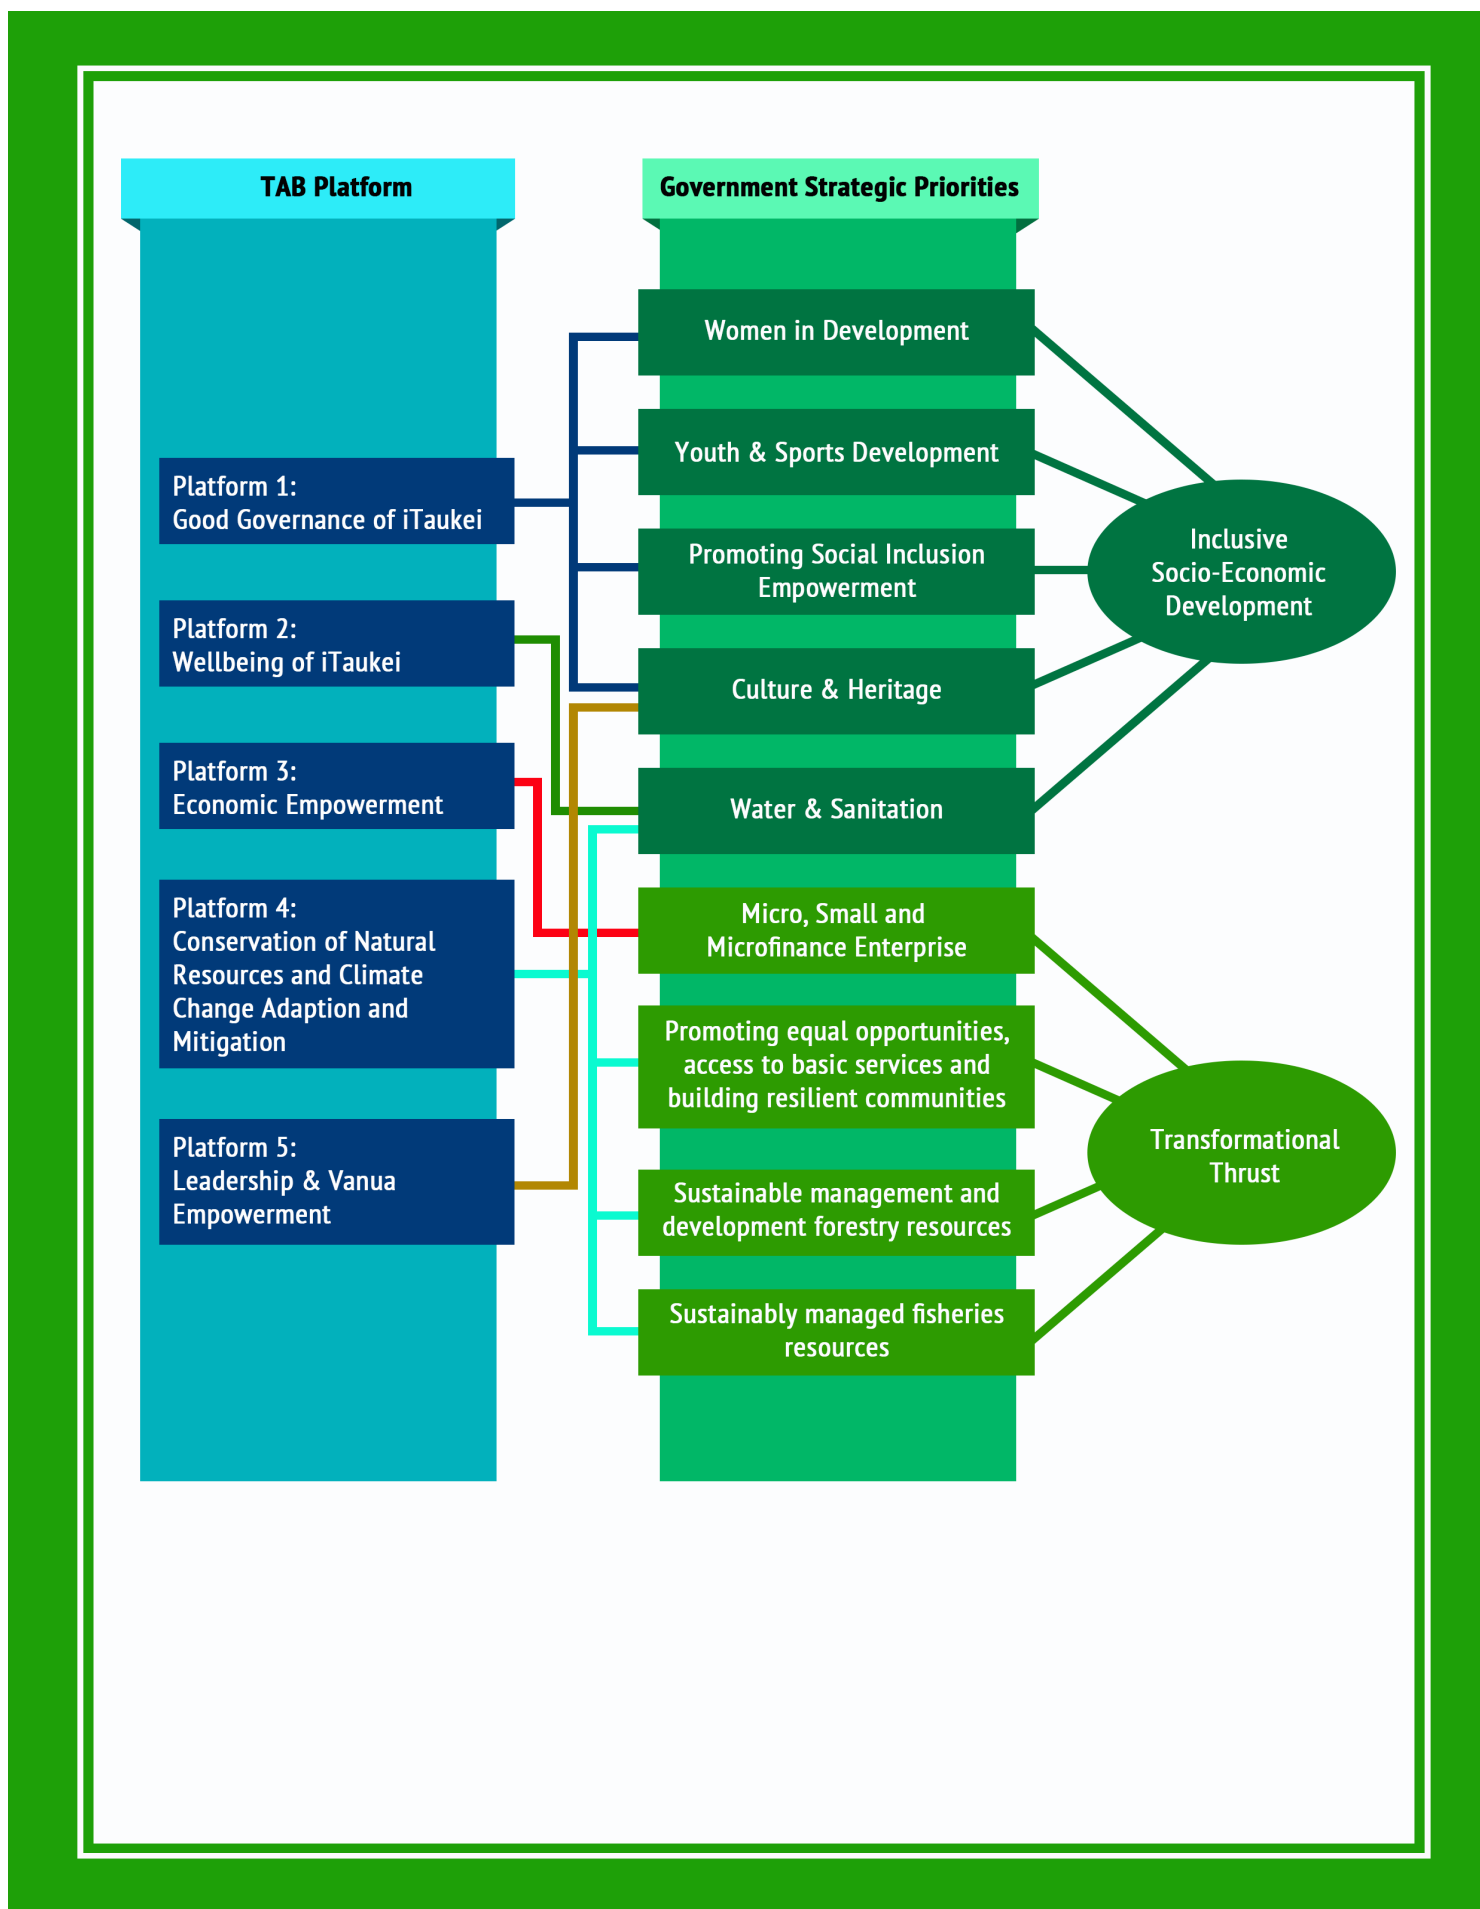 TAB Platform
Government Strategic Priorities
Platform 1:
Good Governance of iTaukei
Platform 2:
Wellbeing of iTaukei
Platform 3:
Economic Empowerment
Platform 4:
Conservation of Natural
Resources and Climate
Change Adaption and
Mitigation
Platform 5:
Leadership & Vanua
Empowerment
Women in Development
Youth & Sports Development
Promoting Social Inclusion
Empowerment
Culture & Heritage
Water & Sanitation
Micro, Small and
Microfinance Enterprise
Promoting equal opportunities,
access to basic services and
building resilient communities
Sustainable management and
development forestry resources
Sustainably managed fisheries
resources
Inclusive
Socio-Economic
Development
Transformational
Thrust